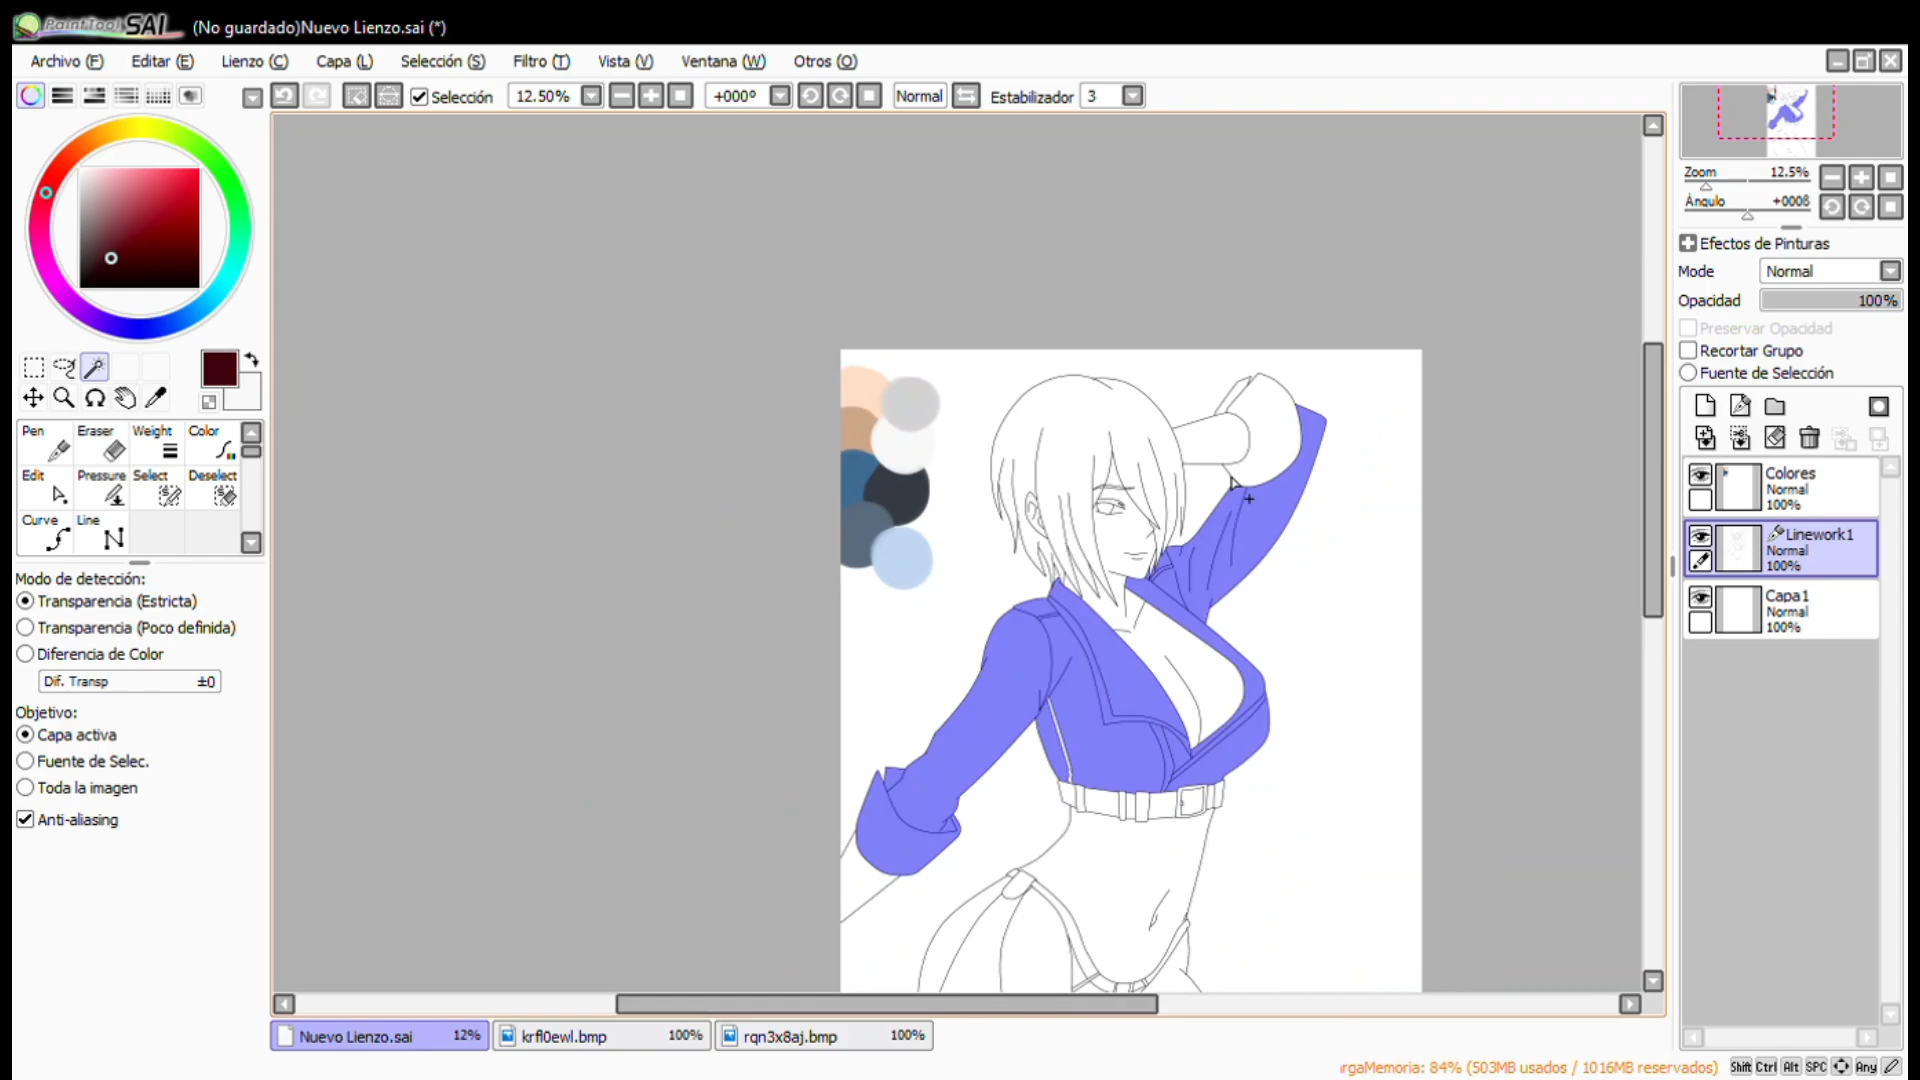 PaintTool SAI (No guardado)Nuevo Lienzo.sai (*)
Archivo (F) Editar (E) Lienzo (C) Capa (L) Selección (S) Filtro (T) Vista (V) Ventana (W) Otros (O)
Selección 12.50% +000º Normal Estabilizador 3
Zoom 12.5%
Ángulo +000ß
Efectos de Pinturas
Mode Normal
Opacidad 100%
Preservar Opacidad
Recortar Grupo
Fuente de Selección
Pen Eraser Weight Color
Edit Pressure Select Deselect
Curve Line
Modo de detección:
Transparencia (Estricta)
Transparencia (Poco definida)
Diferencia de Color
Dif. Transp ±0
Objetivo:
Capa activa
Fuente de Selec.
Toda la imagen
Anti-aliasing
Colores
Normal
100%
Linework1
Normal
100%
Capa1
Normal
100%
Nuevo Lienzo.sai 12% krfl0ewl.bmp 100% rqn3x8aj.bmp 100%
rgaMemoria: 84% (503MB usados / 1016MB reservados) Shift Ctrl Alt SPC Any